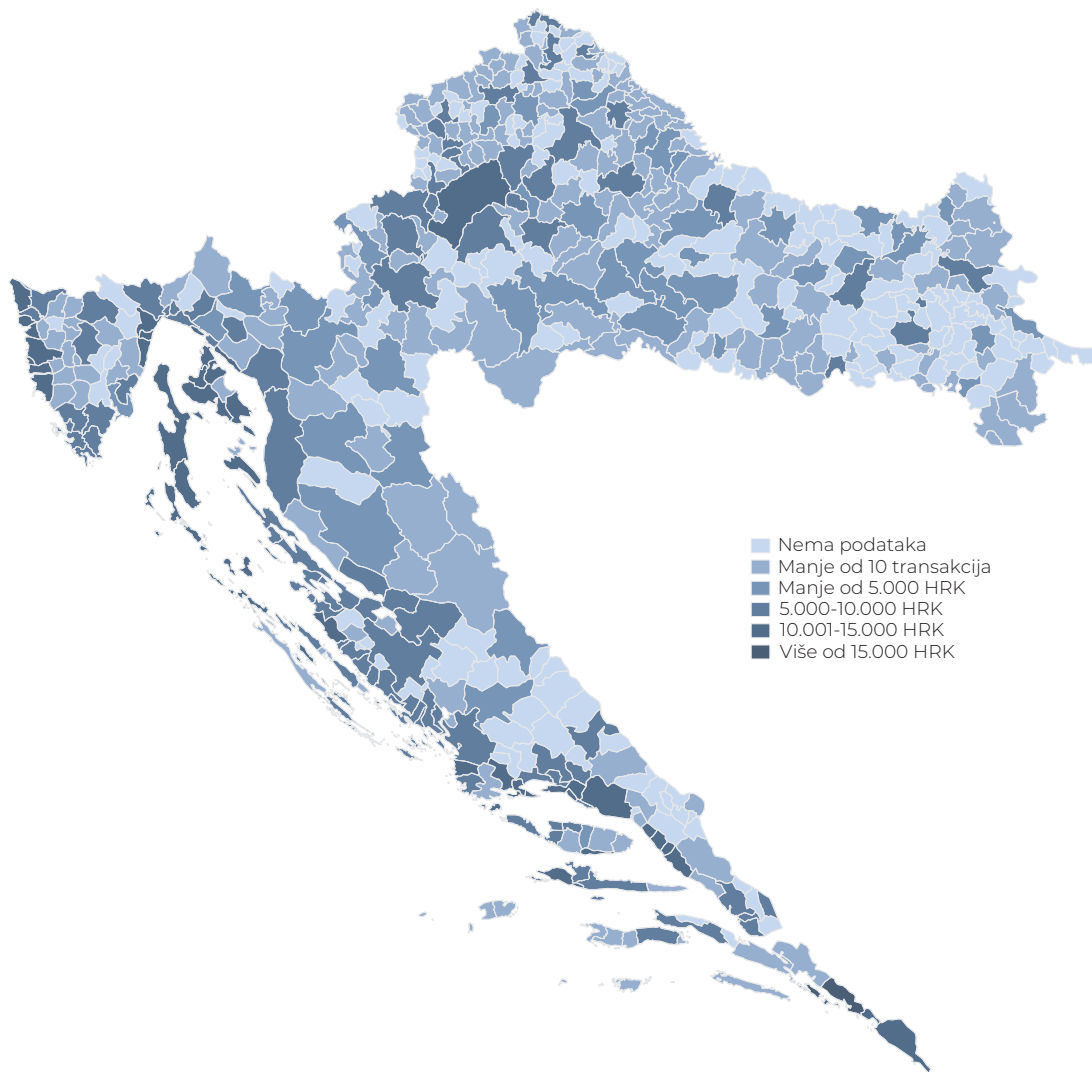 Nema podataka
Manje od 10 transakcija
Manje od 5.000 HRK
5.000-10.000 HRK
10.001-15.000 HRK
Više od 15.000 HRK